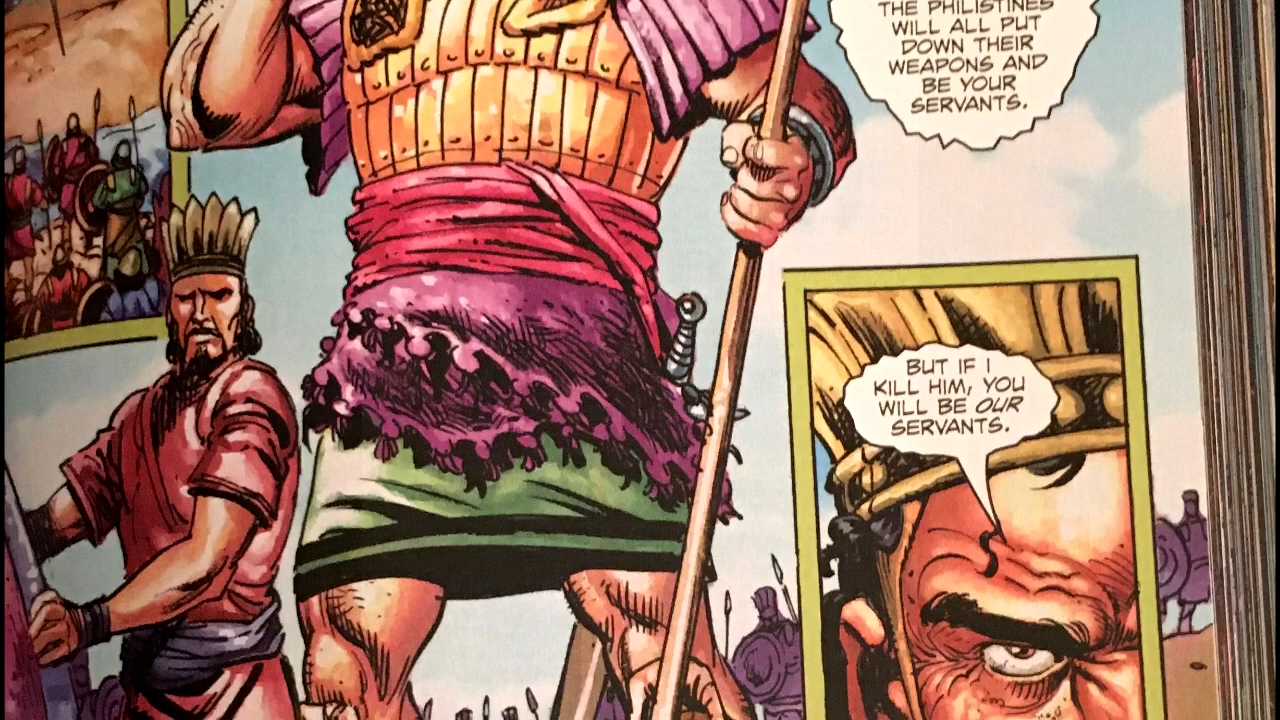 THE PHILISTINES
WILL ALL PUT
DOWN THEIR
WEAPONS AND
BE YOUR
SERVANTS.
BUT IF I
KILL HIM, YOU
WILL BE OUR
SERVANTS.